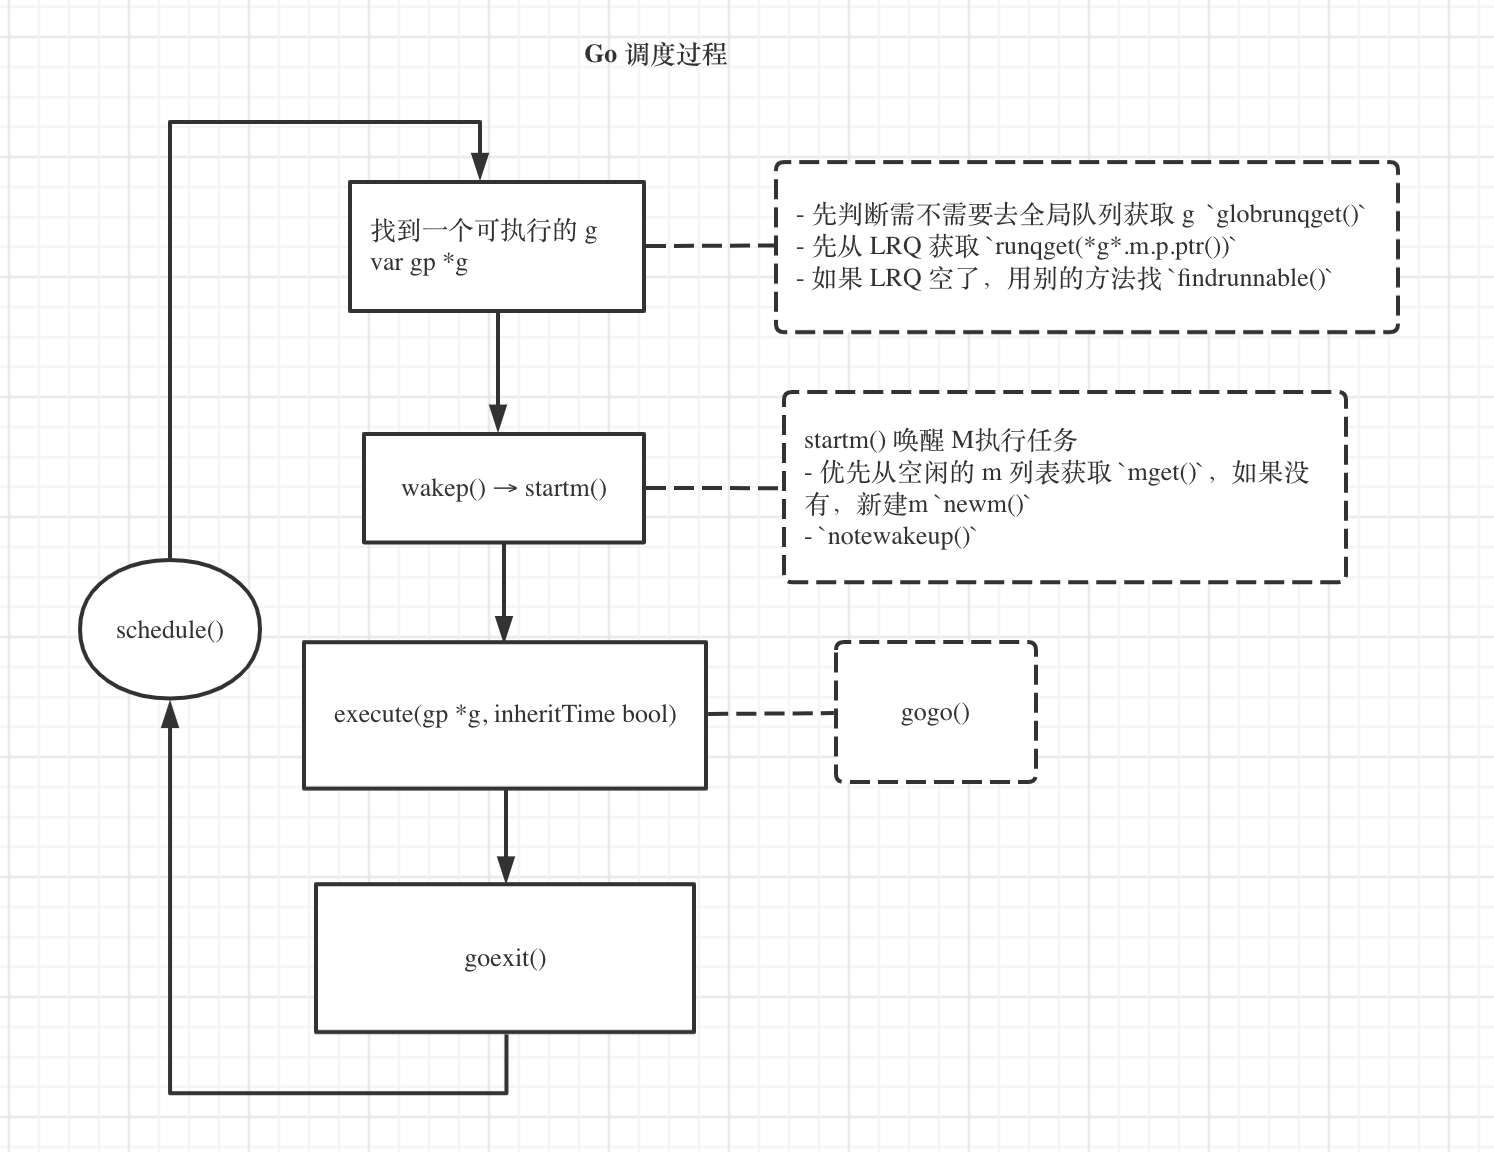 Go 调度过程
找到一个可执行的 g
var gp *g
- 先判断需不需要去全局队列获取 g `globrunqget()`
- 先从 LRQ 获取 `runqget(*g*.m.p.ptr())`
- 如果 LRQ 空了，用别的方法找 `findrunnable()`
wakep() → startm()
startm() 唤醒 M执行任务
- 优先从空闲的 m 列表获取 `mget()`，如果没
有，新建m `newm()`
- `notewakeup()`
schedule()
execute(gp *g, inheritTime bool)
gogo()
goexit()